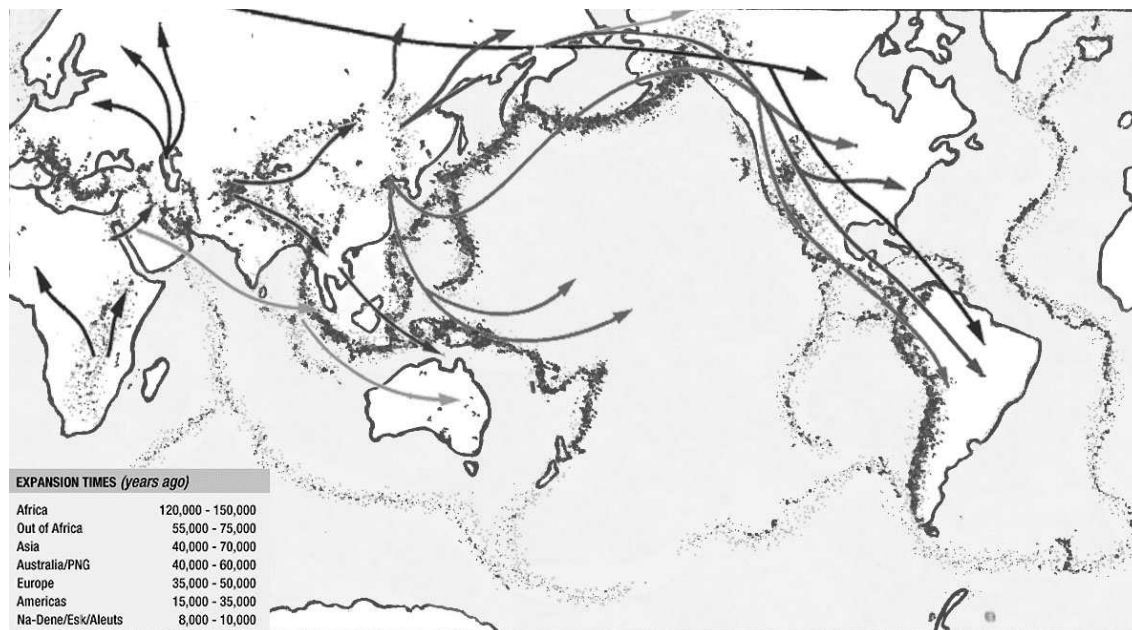 EXPANSION TIMES (years ago)
Africa 120,000 - 150,000
Out of Africa 55,000 - 75,000
Asia 40,000 - 70,000
Australia/PNG 40,000 - 60,000
Europe 35,000 - 50,000
Americas 15,000 - 35,000
Na-Dene/Esk/Aleuts 8,000 - 10,000